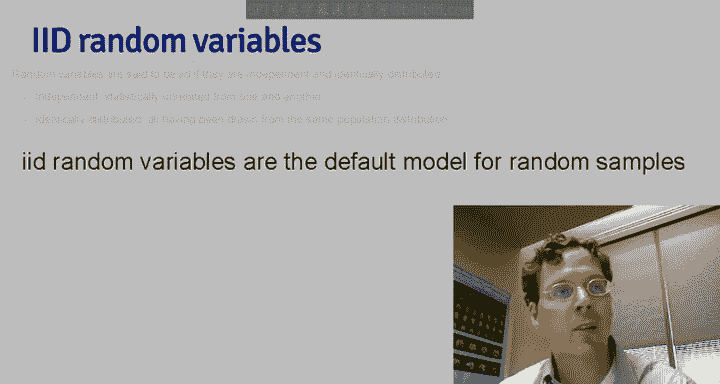 IID random variables
Random variables are said to be iid if they are independent and identically distributed
- Independent: statistically unrelated from one and another
- Identically distributed: all having been drawn from the same population distribution
iid random variables are the default model for random samples